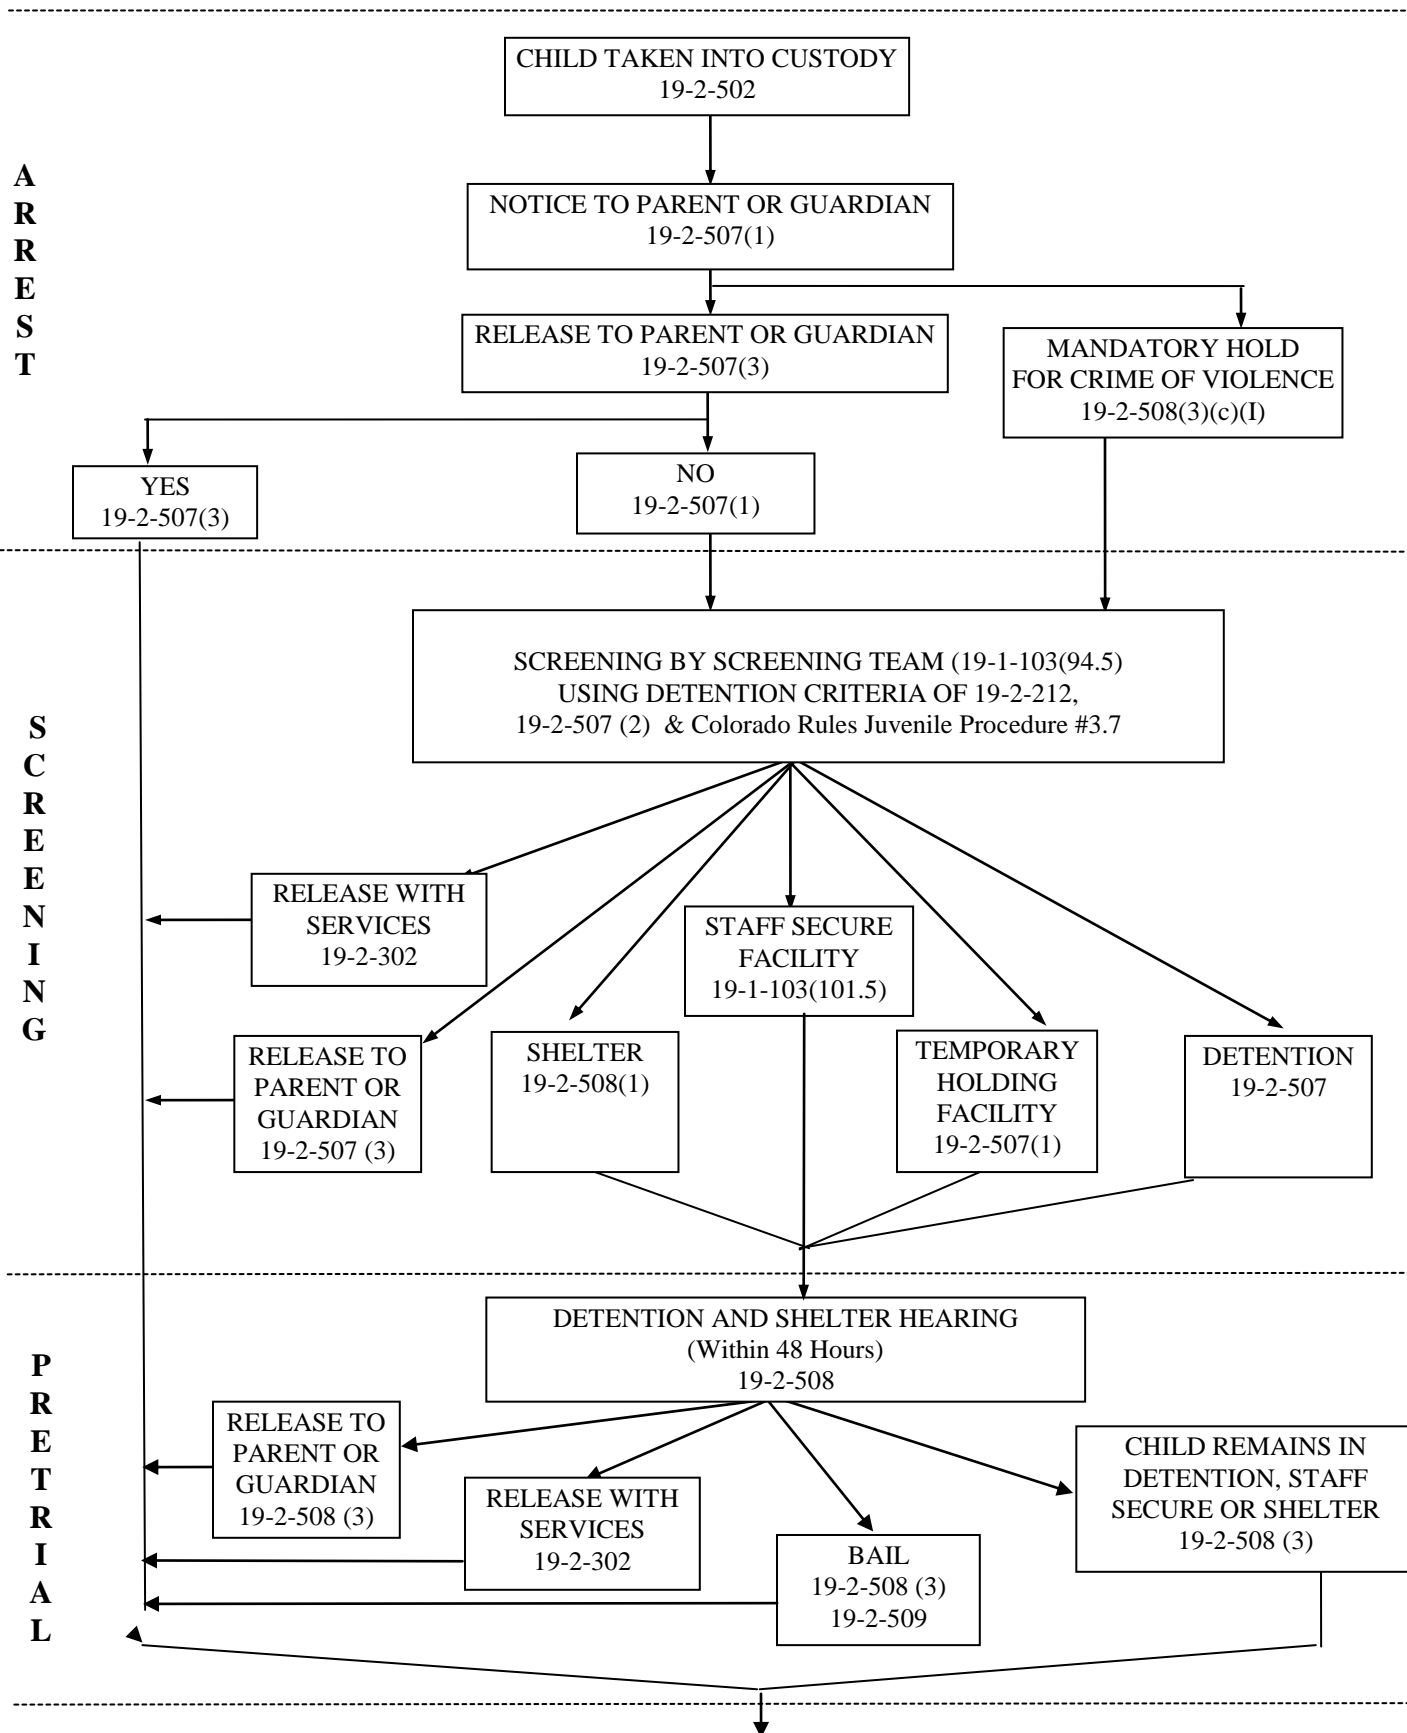 CHILD TAKEN INTO CUSTODY
19-2-502
ARREST
NOTICE TO PARENT OR GUARDIAN
19-2-507(1)
RELEASE TO PARENT OR GUARDIAN
19-2-507(3)
MANDATORY HOLD
FOR CRIME OF VIOLENCE
19-2-508(3)(c)(I)
YES
19-2-507(3)
NO
19-2-507(1)
SCREENING
SCREENING BY SCREENING TEAM (19-1-103(94.5)
USING DETENTION CRITERIA OF 19-2-212,
19-2-507 (2)  & Colorado Rules Juvenile Procedure #3.7
RELEASE WITH
SERVICES
19-2-302
STAFF SECURE
FACILITY
19-1-103(101.5)
RELEASE TO
PARENT OR
GUARDIAN
19-2-507 (3)
SHELTER
19-2-508(1)
TEMPORARY
HOLDING
FACILITY
19-2-507(1)
DETENTION
19-2-507
PRETRIAL
DETENTION AND SHELTER HEARING
(Within 48 Hours)
19-2-508
RELEASE TO
PARENT OR
GUARDIAN
19-2-508 (3)
RELEASE WITH
SERVICES
19-2-302
BAIL
19-2-508 (3)
19-2-509
CHILD REMAINS IN
DETENTION, STAFF
SECURE OR SHELTER
19-2-508 (3)